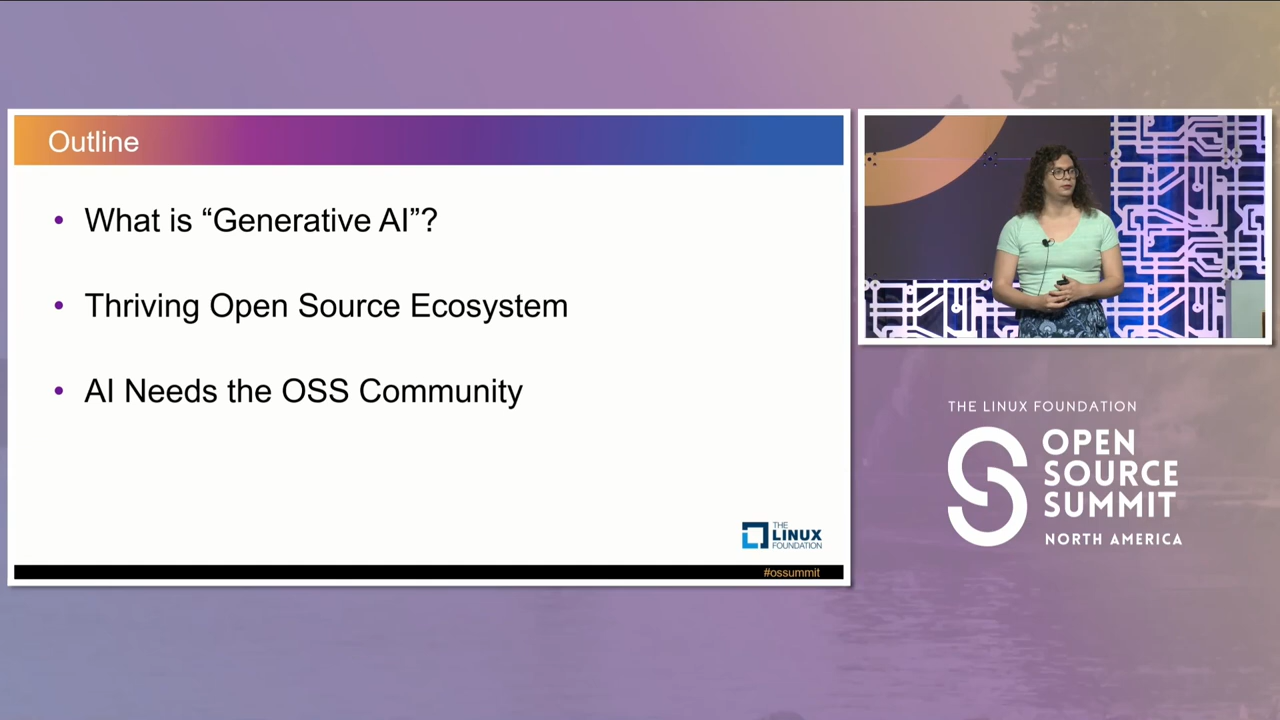 Outline
• What is “Generative AI”?
• Thriving Open Source Ecosystem
• AI Needs the OSS Community
THE
LINUX
FOUNDATION
#ossummit
THE LINUX FOUNDATION
OPEN
SOURCE
SUMMIT
NORTH AMERICA